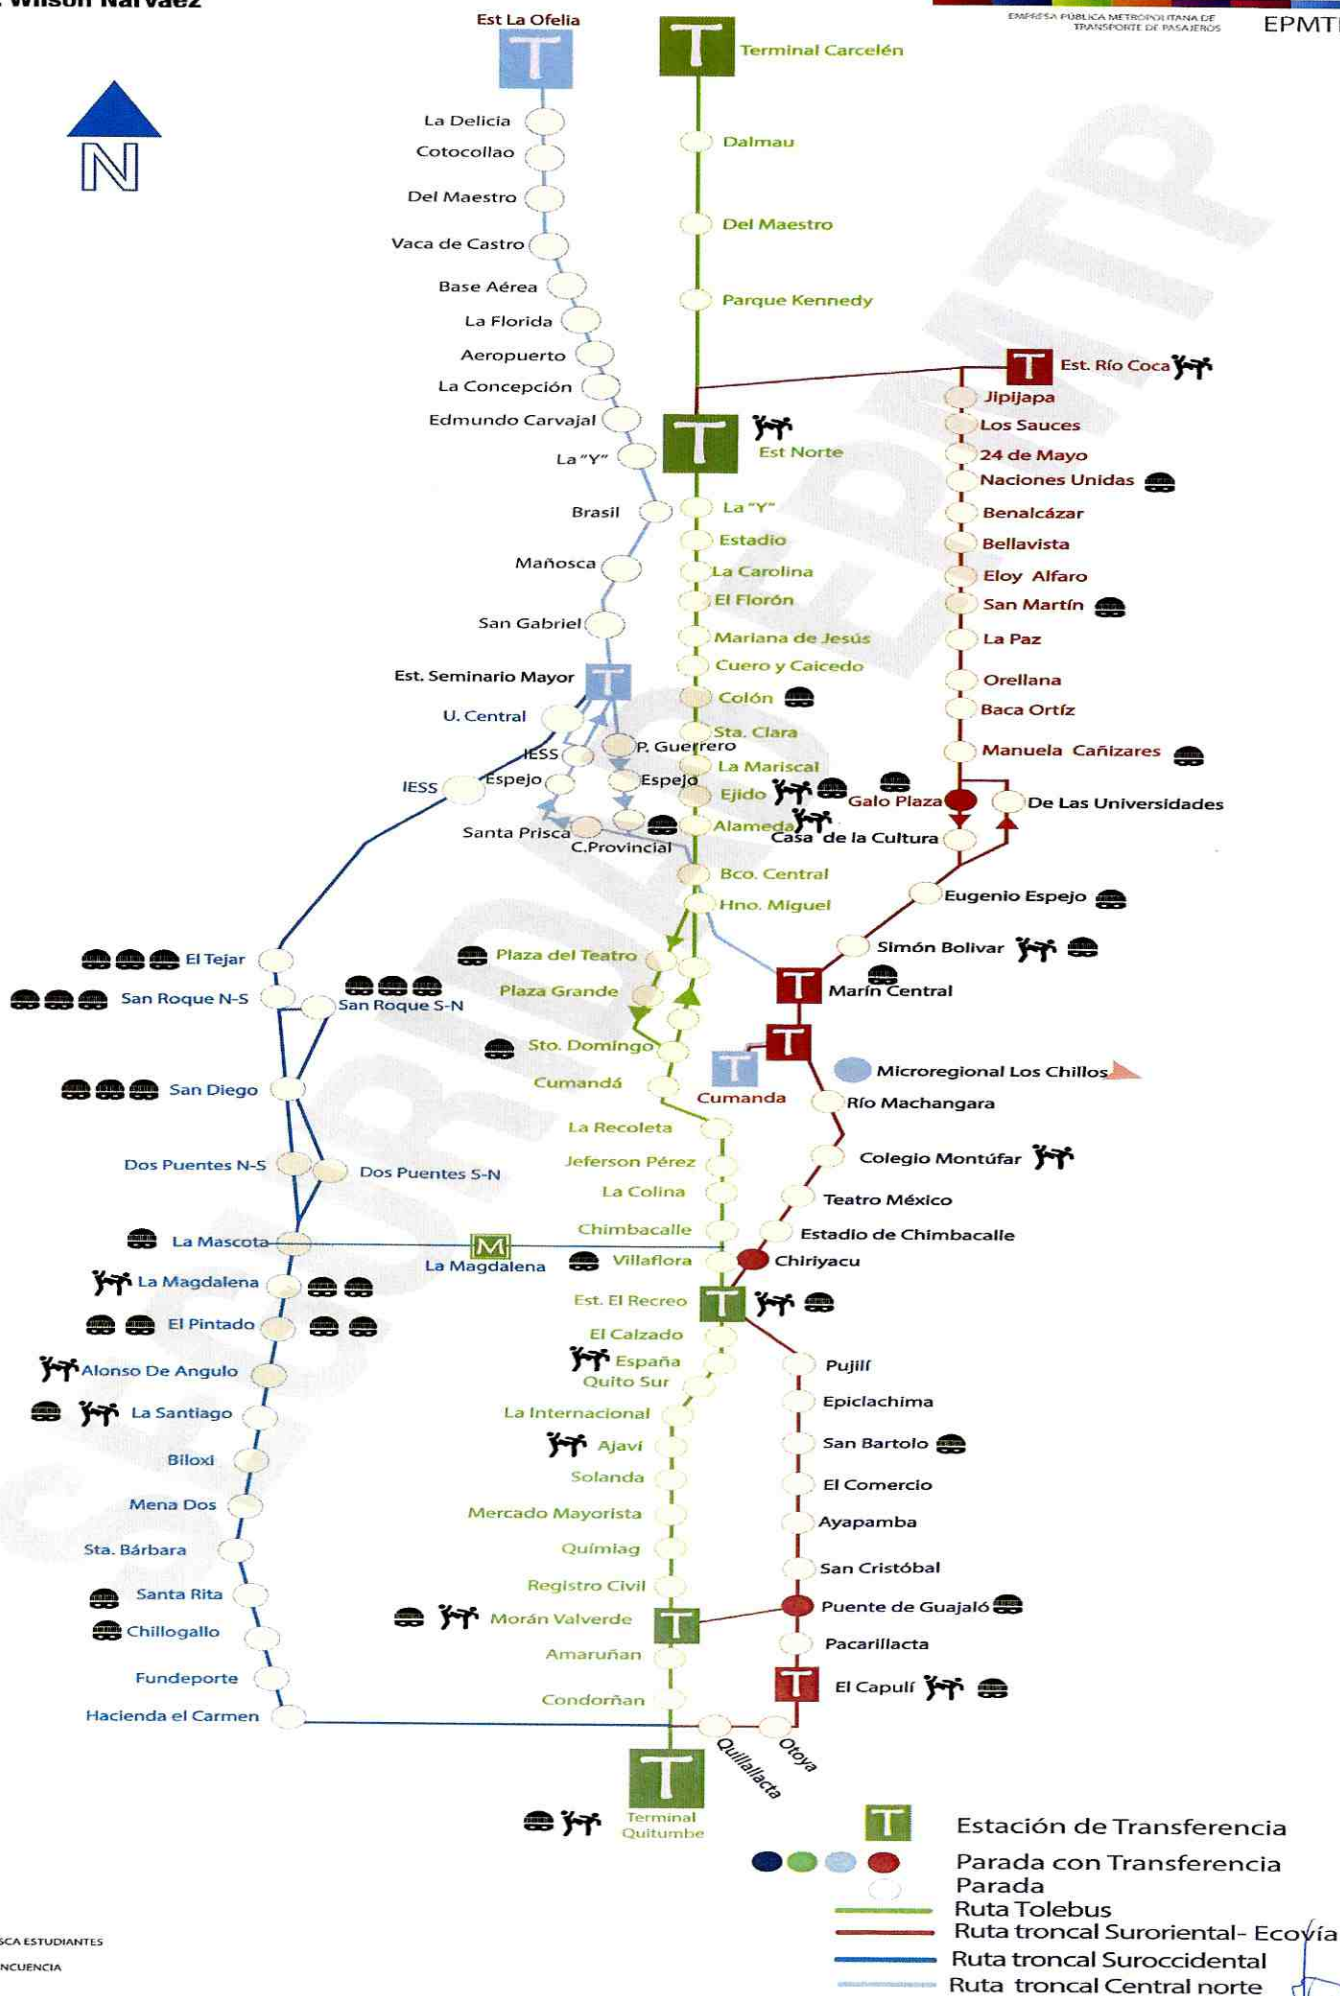 Wilson Narváez
EMPRESA PÚBLICA METROPOLITANA DE
TRANSPORTE DE PASAJEROS
Est La Ofelia
Terminal Carcelén
N
La Delicia
Cotocollao
Del Maestro
Vaca de Castro
Base Aérea
La Florida
Aeropuerto
La Concepción
Edmundo Carvajal
La "Y"
Brasil
Mañosca
San Gabriel
Est. Seminario Mayor
U. Central
IESS
Espejo
Santa Prisca
P. Guerrero
Espejo
C.Provincial
IESS
Dalmau
Del Maestro
Parque Kennedy
Est Norte
La "Y"
Estadio
La Carolina
El Florón
Mariana de Jesús
Cuero y Caicedo
Colón
Sta. Clara
La Mariscal
Ejido
Alameda
Bco. Central
Hno. Miguel
Plaza del Teatro
Plaza Grande
Sto. Domingo
Cumandá
La Recoleta
Jeferson Pérez
La Colina
Chimbacalle
Villaflora
Est. El Recreo
El Calzado
España
Quito Sur
La Internacional
Ajaví
Solanda
Mercado Mayorista
Quimiag
Registro Civil
Morán Valverde
Amaruñan
Condorñan
Terminal
Quitumbe
Est. Río Coca
Jipijapa
Los Sauces
24 de Mayo
Naciones Unidas
Benalcázar
Bellavista
Eloy Alfaro
San Martín
La Paz
Orellana
Baca Ortíz
Manuela Cañizares
Galo Plaza
De Las Universidades
Casa de la Cultura
Eugenio Espejo
Simón Bolivar
Marín Central
Cumanda
Microregional Los Chillos
Río Machangara
Colegio Montúfar
Teatro México
Estadio de Chimbacalle
Chiriyacu
Pujilí
Epiclachima
San Bartolo
El Comercio
Ayapamba
San Cristóbal
Puente de Guajaló
Pacarillacta
El Capulí
Otoya
Quillallacta
El Tejar
San Roque N-S
San Roque S-N
San Diego
Dos Puentes N-S
Dos Puentes S-N
La Mascota
M
La Magdalena
La Magdalena
El Pintado
Alonso De Angulo
La Santiago
Biloxi
Mena Dos
Sta. Bárbara
Santa Rita
Chillogallo
Fundeporte
Hacienda el Carmen
T Estación de Transferencia
Parada con Transferencia
Parada
Ruta Tolebus
Ruta troncal Suroriental- Ecovía
Ruta troncal Suroccidental
Ruta troncal Central norte
ESTUDIANTES
SEGURIDAD EPMTP